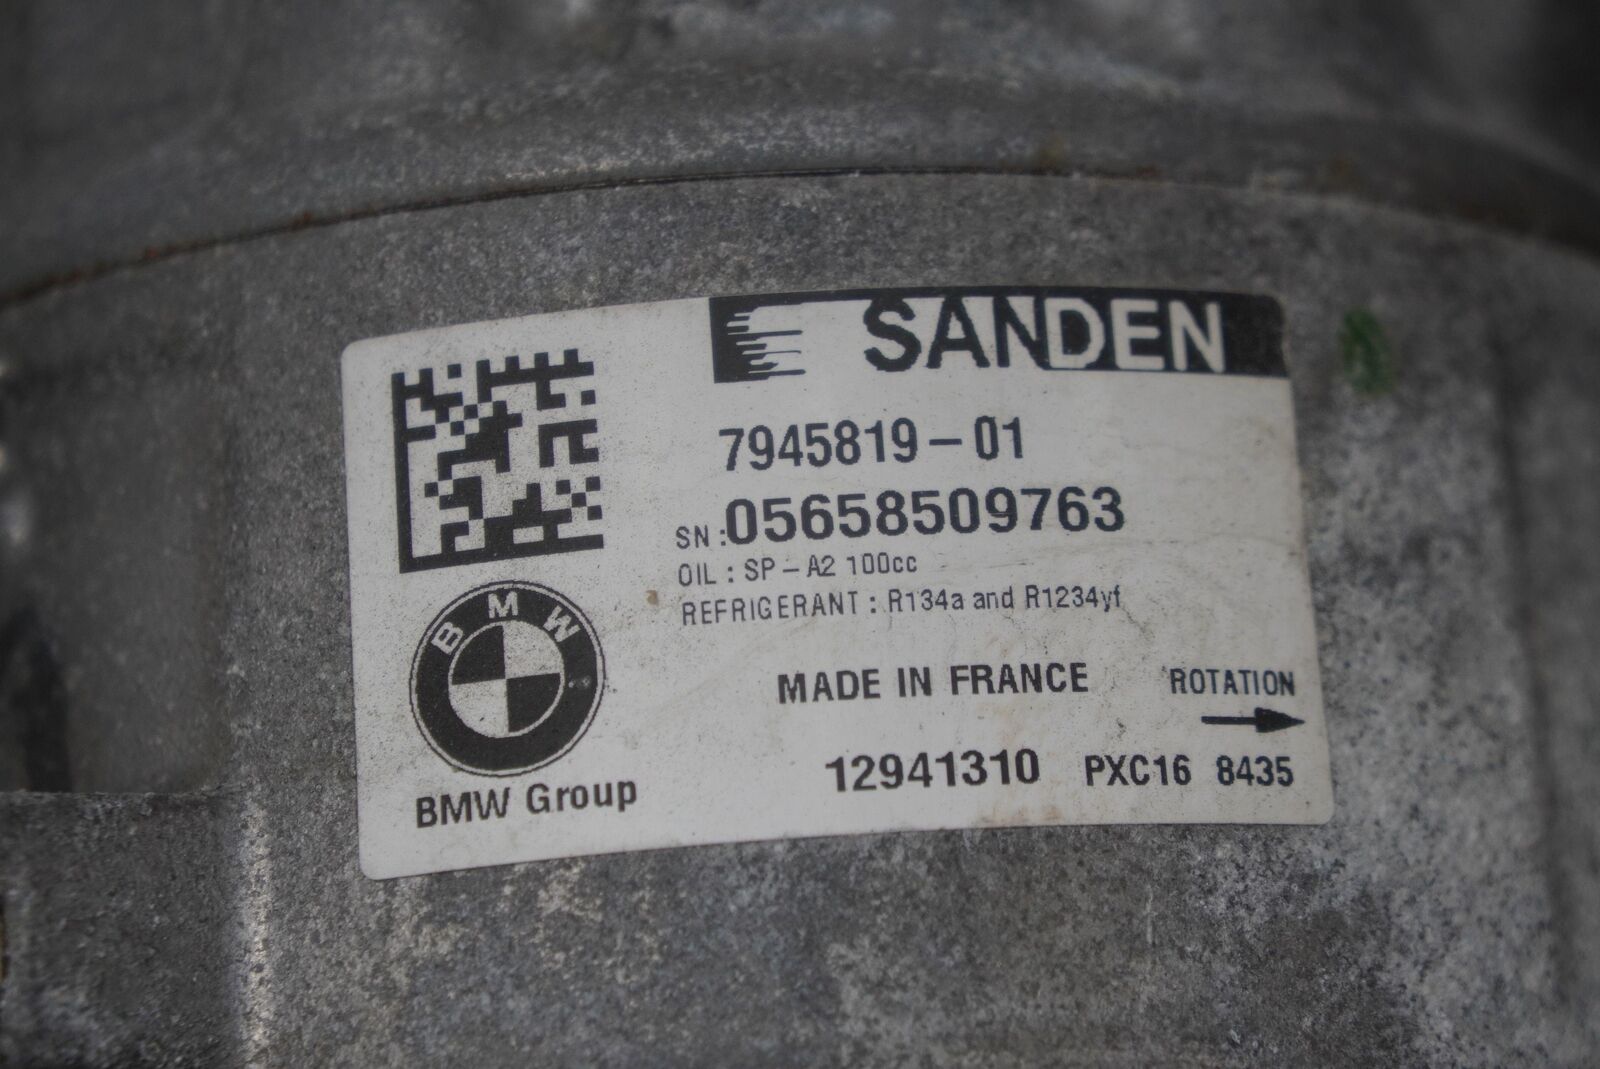 SANDEN
7945819-01
SN:05658509763
OIL : SP-A2 100cc
REFRIGERANT : R134a and R1234yf
BMW
MADE IN FRANCE
ROTATION
BMW Group
12941310 PXC16 8435